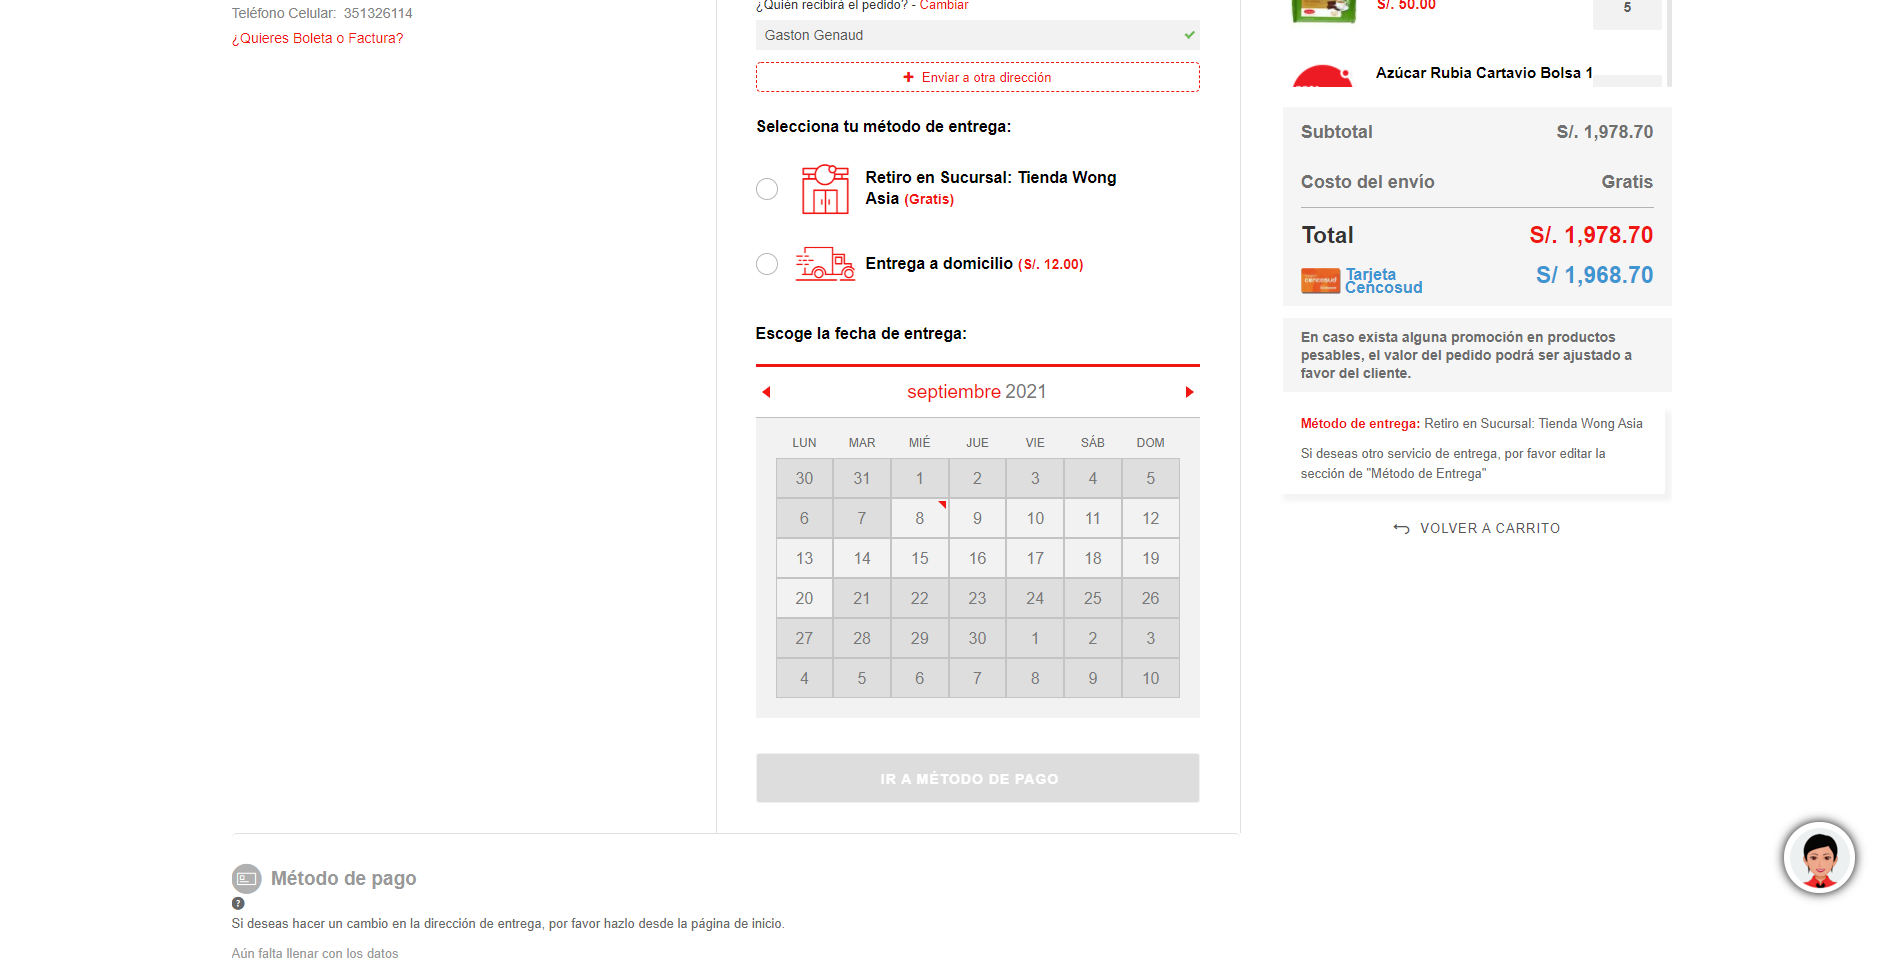 Teléfono Celular: 351326114
¿Quieres Boleta o Factura?
¿Quién recibirá el pedido? - Cambiar
Gaston Genaud
Enviar a otra dirección
Selecciona tu método de entrega:
Retiro en Sucursal: Tienda Wong
Asia (Gratis)
Entrega a domicilio (S/. 12.00)
Escoge la fecha de entrega:
septiembre 2021
LUN MAR MIÉ JUE VIE SÁB DOM
30 31 1 2 3 4 5
6 7 8 9 10 11 12
13 14 15 16 17 18 19
20 21 22 23 24 25 26
27 28 29 30 1 2 3
4 5 6 7 8 9 10
IR A MÉTODO DE PAGO
S/. 50.00
5
Azúcar Rubia Cartavio Bolsa 1
Subtotal S/. 1,978.70
Costo del envío Gratis
Total S/. 1,978.70
Tarjeta
Cencosud S/ 1,968.70
En caso exista alguna promoción en productos
pesables, el valor del pedido podrá ser ajustado a
favor del cliente.
Método de entrega: Retiro en Sucursal: Tienda Wong Asia
Si deseas otro servicio de entrega, por favor editar la
sección de "Método de Entrega"
VOLVER A CARRITO
Método de pago
?
Si deseas hacer un cambio en la dirección de entrega, por favor hazlo desde la página de inicio.
Aún falta llenar con los datos